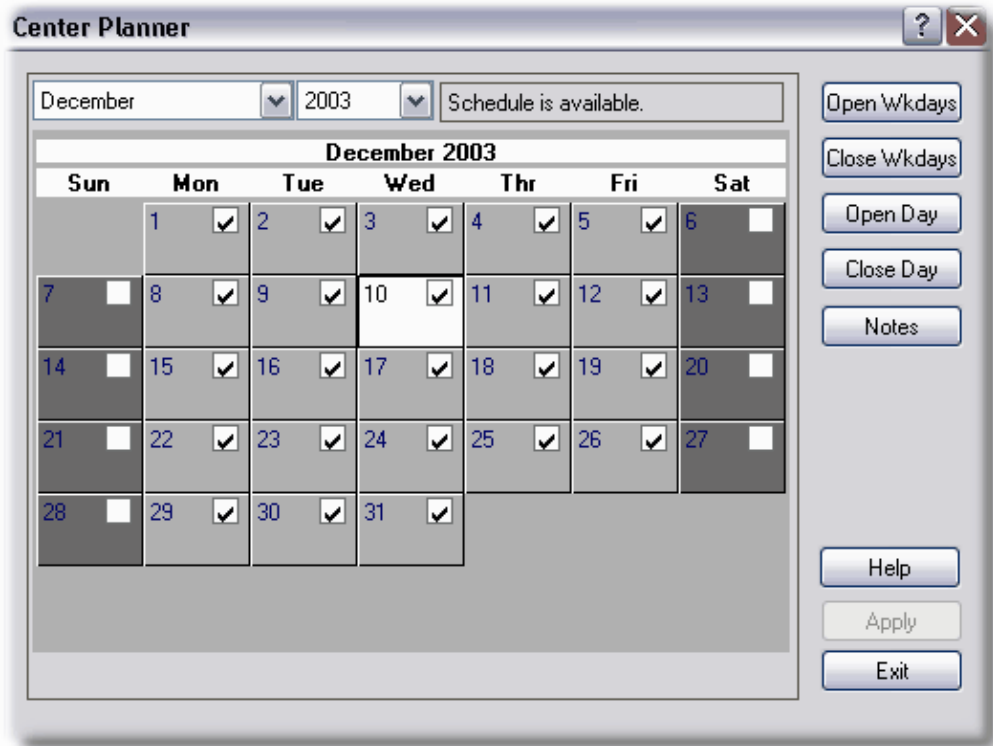 Center Planner ?
December 2003 Schedule is available.
Open Wkdays
December 2003
Close Wkdays
Sun Mon Tue Wed Thr Fri Sat
1 2 3 4 5 6
Open Day
Close Day
7 8 9 10 11 12 13
Notes
14 15 16 17 18 19 20
21 22 23 24 25 26 27
28 29 30 31
Help
Apply
Exit